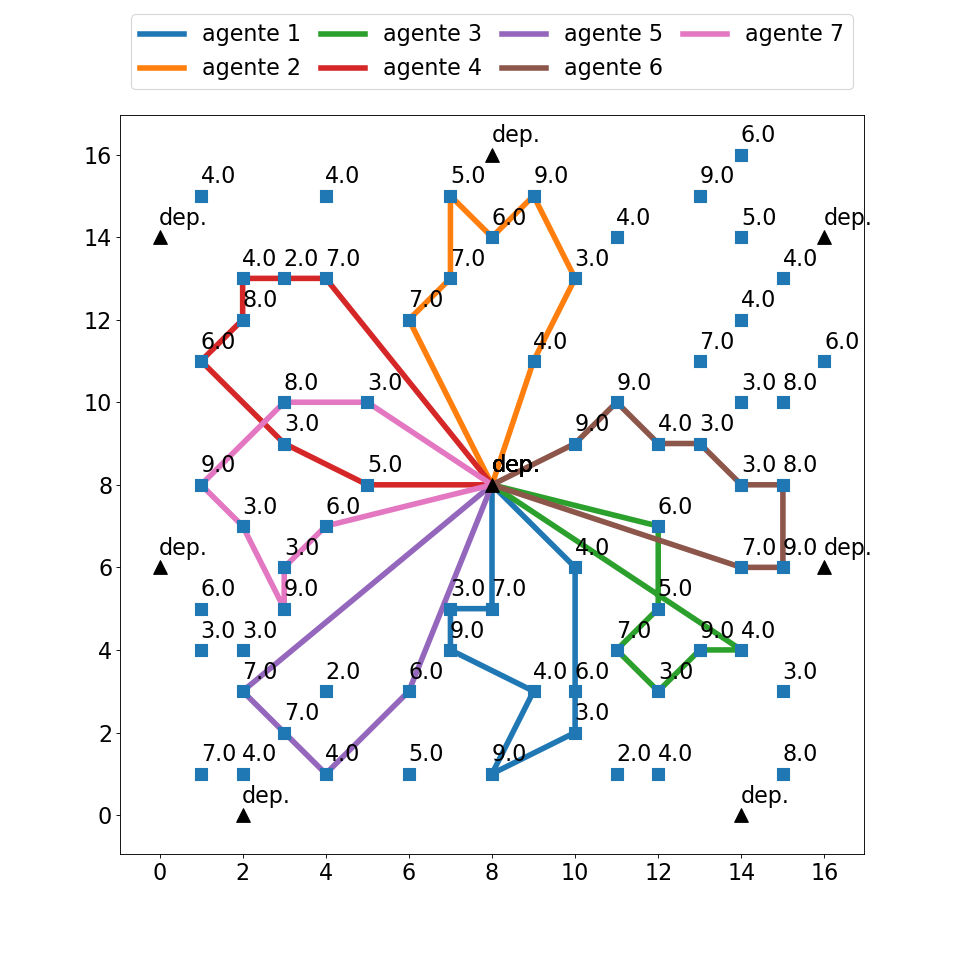 agente 1 agente 3 agente 5 agente 7
agente 2 agente 4 agente 6
6.0
dep.
4.0 4.0 5.0 9.0 9.0
dep. 6.0 4.0 5.0 dep.
4.0 2.0 7.0 7.0 3.0 4.0
8.0 7.0 4.0
6.0 4.0 7.0 6.0
8.0 3.0 9.0 3.0 8.0
3.0 9.0 4.0 3.0
9.0 5.0 dep. 3.0 8.0
3.0 6.0 6.0
dep. 3.0 4.0 7.0 9.0 dep.
6.0 9.0 3.0 7.0 5.0
3.0 3.0 9.0 7.0 9.0 4.0
7.0 2.0 6.0 4.0 6.0 3.0 3.0
7.0 3.0
7.0 4.0 4.0 5.0 9.0 2.0 4.0 8.0
dep. dep.
16
14
12
10
8
6
4
2
0
0 2 4 6 8 10 12 14 16